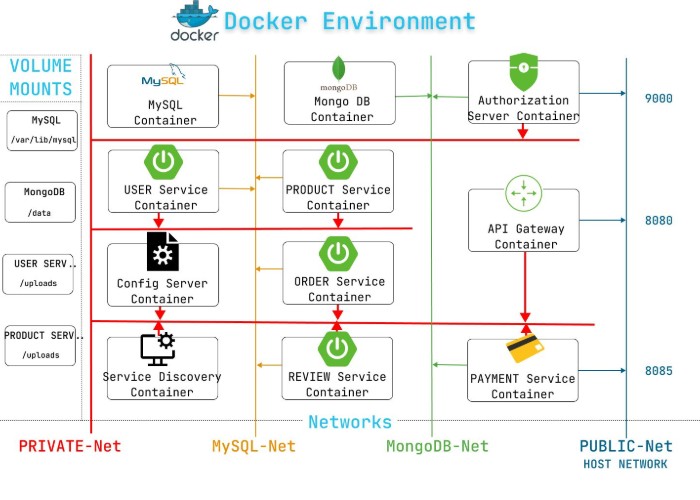 docker
Docker Environment
VOLUME
MOUNTS
MySQL
/var/lib/mysql
MongoDB
/data
USER SERV..
/uploads
PRODUCT SERV..
/uploads
MySQL
MySQL
Container
mongoDB
Mongo DB
Container
Authorization
Server Container
9000
USER Service
Container
PRODUCT Service
Container
API Gateway
Container
8080
Config Server
Container
ORDER Service
Container
Service Discovery
Container
REVIEW Service
Container
PAYMENT Service
Container
8085
Networks
PRIVATE-Net
MySQL-Net
MongoDB-Net
PUBLIC-Net
HOST NETWORK